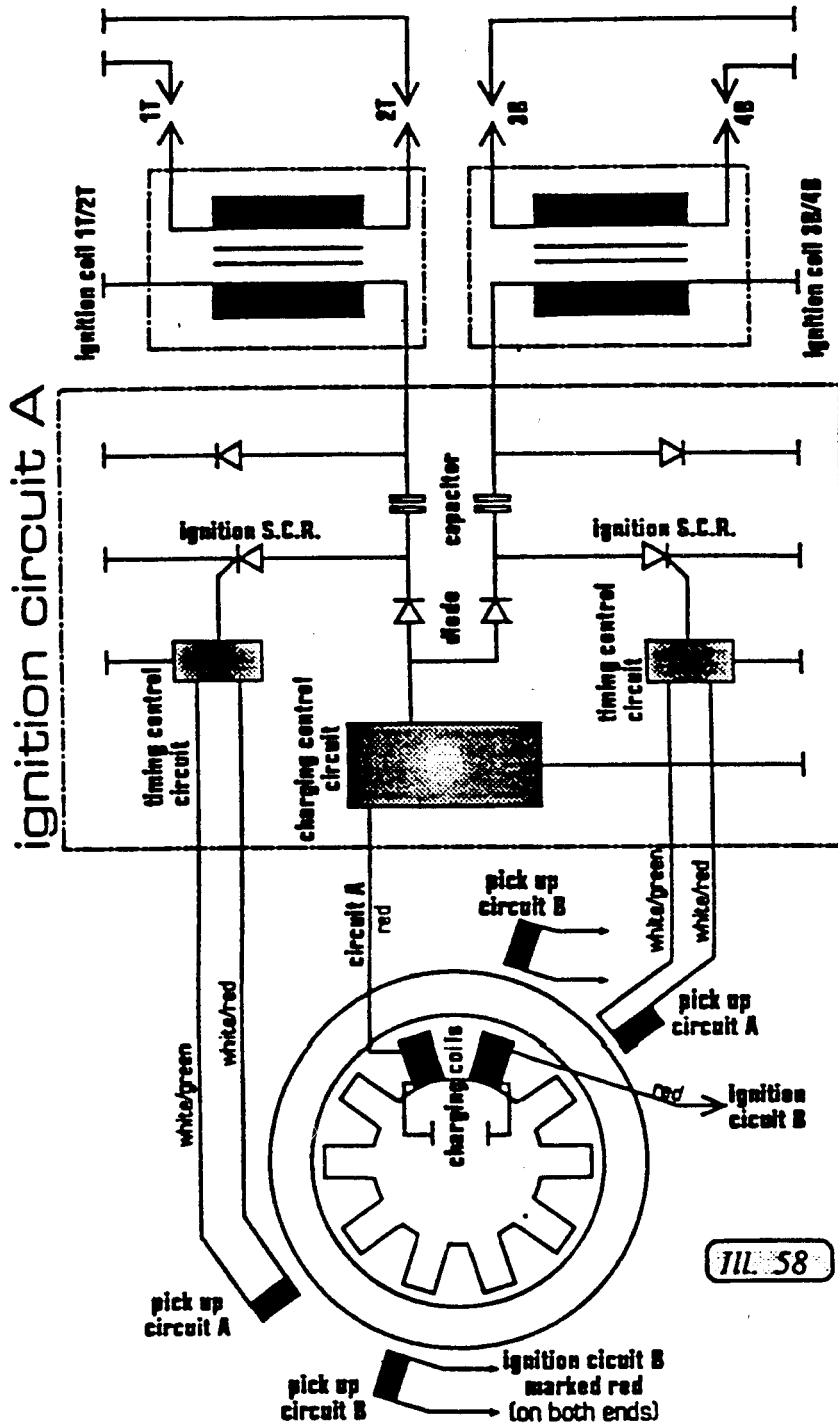 ignition circuit A
1T
2T
3B
4B
ignition coil 1T/2T
ignition coil 3B/4B
ignition S.C.R.
ignition S.C.R.
capacitor
diode
timing control
circuit
timing control
circuit
charging control
circuit
circuit A
red
pick up
circuit B
white/green
white/red
white/green
white/red
pick up
circuit A
charging coils
red
ignition
cicuit B
pick up
circuit A
pick up
circuit B
ignition cicuit B
marked red
(on both ends)
Ill. 58